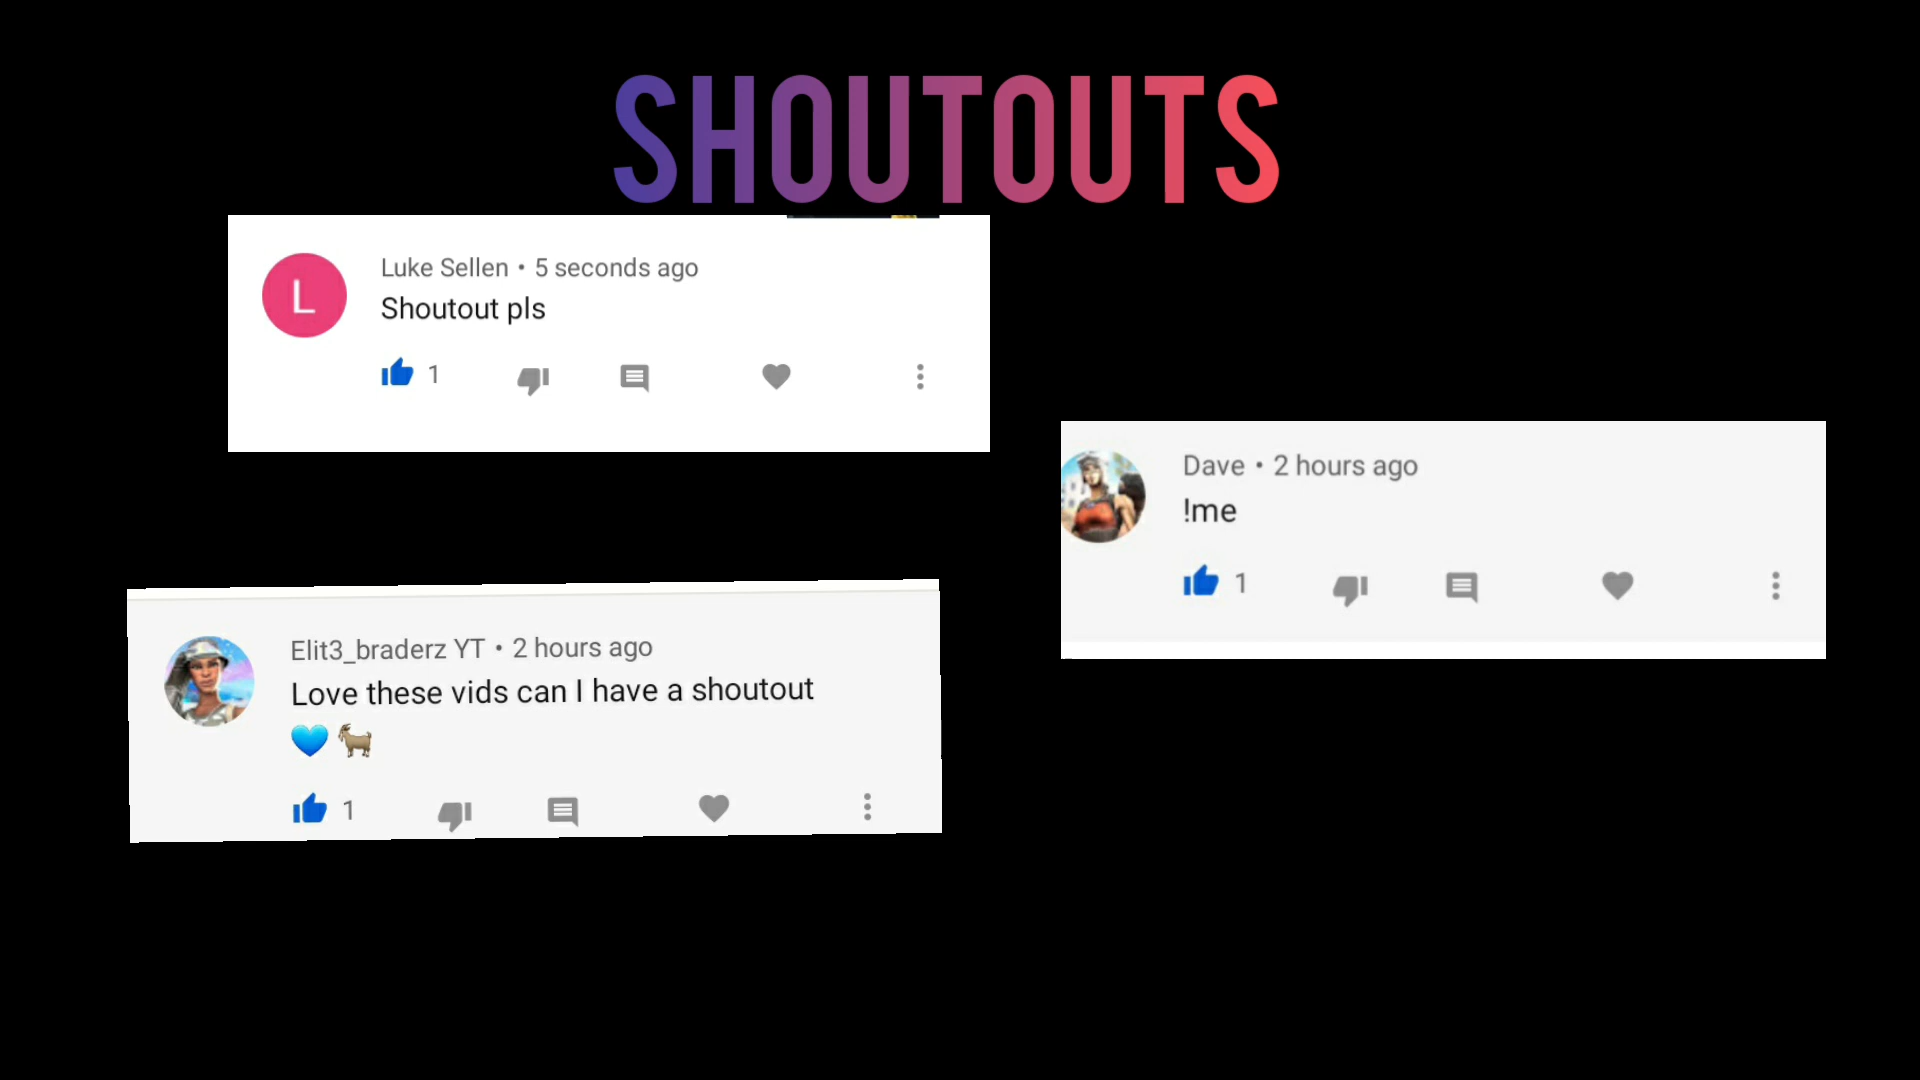 SHOUTOUTS
L
Luke Sellen • 5 seconds ago
Shoutout pls
1
Dave • 2 hours ago
!me
1
Elit3_braderz YT • 2 hours ago
Love these vids can I have a shoutout
💙🐐
1